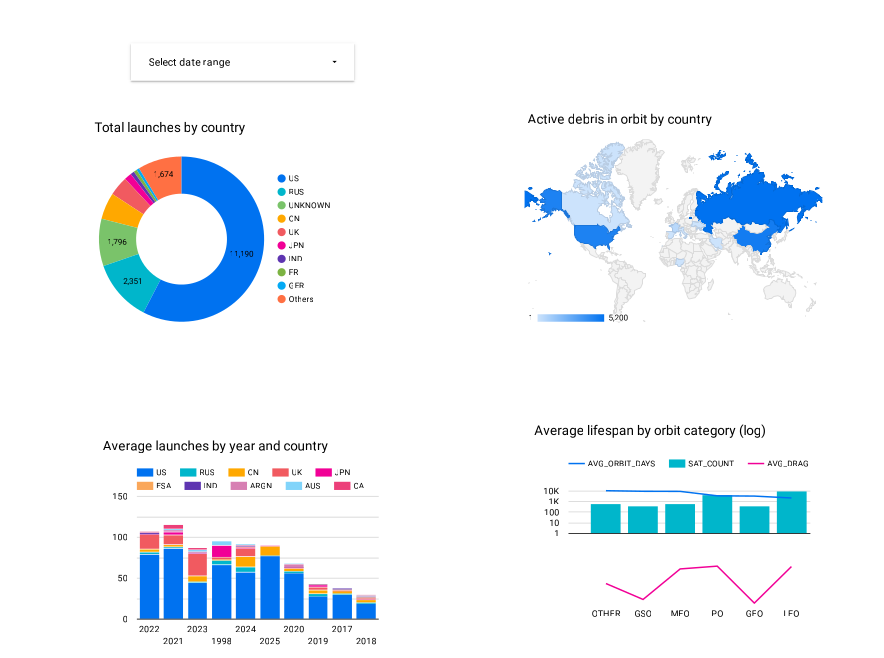 Select date range
Total launches by country
1,674
1,796
11,190
2,351
US
RUS
UNKNOWN
CN
UK
JPN
IND
FR
GER
Others
Active debris in orbit by country
5,200
Average launches by year and country
US RUS CN UK JPN
ESA IND ARGN AUS CA
150
100
50
0
2022 2023 2024 2020 2017
2021 1998 2025 2019 2018
Average lifespan by orbit category (log)
AVG_ORBIT_DAYS SAT_COUNT AVG_DRAG
10K
1K
100
10
1
OTHER GSO MEO PO GEO LEO